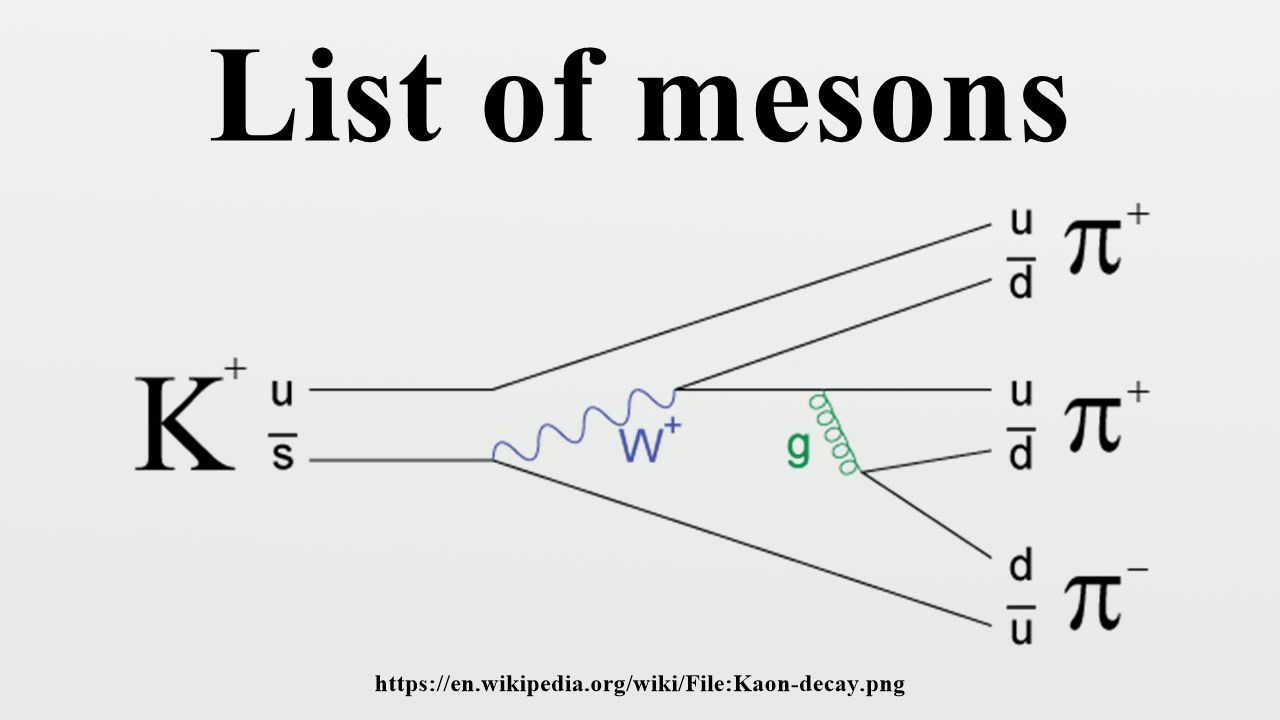 List of mesons
u π⁺
d̅
K⁺ u
s̅
W⁺
g
u π⁺
d̅
d π⁻
u̅
https://en.wikipedia.org/wiki/File:Kaon-decay.png